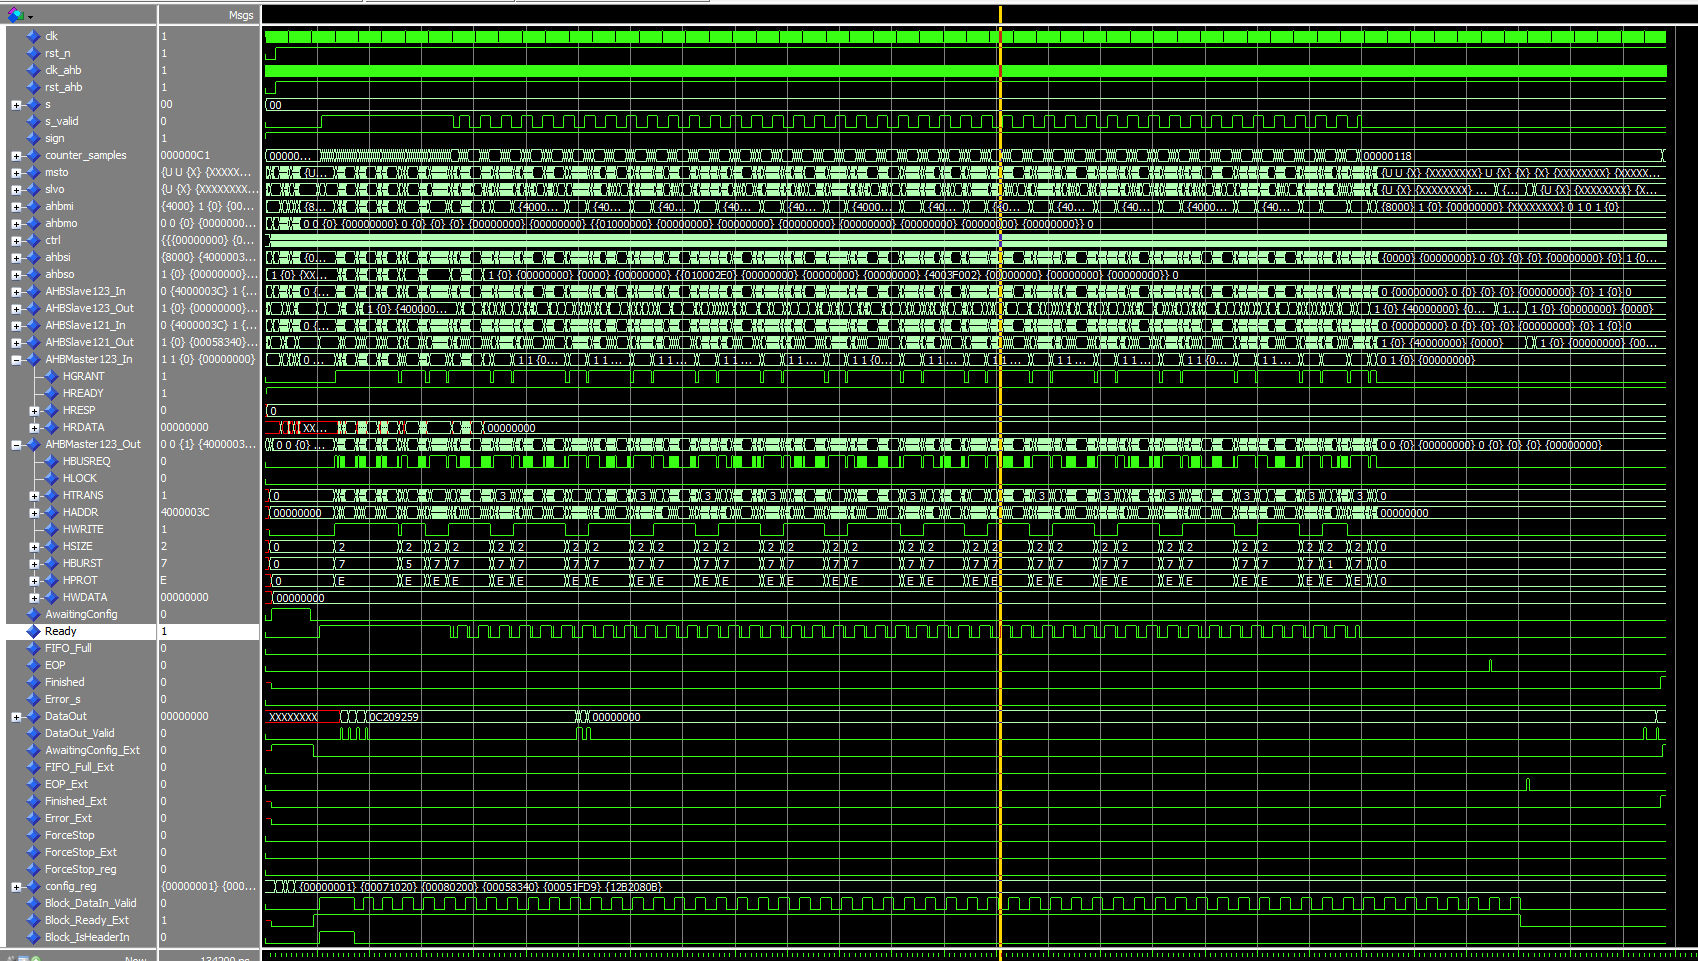 Msgs
clk 1
rst_n 1
clk_ahb 1
rst_ahb 1
s 00 00
s_valid 0
sign 1
counter_samples 000000C1 00000... 00000118
msto {U U {X} {XXXXX... {U... {U U {X} {XXXXXXXX} U {X} {X} {X} {XXXXXXXX} {XXXXX...
slvo {U {X} {XXXXXXXX... {U {X} {XXXXXXXX} ... {... {U {X} {XXXXXXXX} {X...
ahbmi {4000} 1 {0} {00... {8... {4000... {40... {40... {40... {40... {4000... {40... {40... {40... {4000... {40... {8000} 1 {0} {00000000} {XXXXXXXX} 0 1 0 1 {0}
ahbmo 0 0 {0} {00000000... 0 0 {0} {00000000} 0 {0} {0} {0} {00000000} {00000000} {{01000000} {00000000} {00000000} {00000000} {00000000} {00000000}} 0
ctrl {{{00000000} {0...
ahbsi {8000} {4000003... {0... {0000} {00000000} 0 {0} {0} {0} {00000000} 1 {0...
ahbso 1 {0} {00000000}... 1 {0} {XX... 1 {0} {00000000} {0000} {00000000} {{010002E0} {00000000} {00000000} {00000000} {4003F002} {00000000} {00000000} {00000000}} 0
AHBSlave123_In 0 {4000003C} 1 {... 0 {... 0 {00000000} 0 {0} {0} {0} {00000000} 1 {0} 0
AHBSlave123_Out 1 {0} {00000000}... 1 {0} {400000... 1 {0} {40000000} {0... 1... 1 {0} {00000000} {0000}
AHBSlave121_In 0 {4000003C} 1 {... 0 {... 0 {00000000} 0 {0} {0} {0} {00000000} 1 {0} 0
AHBSlave121_Out 1 {0} {00058340}... 1 {0} {40000000} {0000} 1 {0} {00000000} {00...
AHBMaster123_In 1 1 {0} {00000000} 0 ... 1 1 {0... 1 1... 1 1... 1 1... 1 1... 1 1 {0... 1 1... 1 1... 1 1... 1 1... 1 1 {0... 1 1... 0 1 {0} {00000000}
HGRANT 1
HREADY 1
HRESP 0 0
HRDATA 00000000 XX... 00000000
AHBMaster123_Out 0 0 {1} {4000003... 0 0 {0} ... 0 0 {0} {00000000} 0 {0} {0} {0} {00000000}
HBUSREQ 0
HLOCK 0
HTRANS 1 0 3 3 3 3 3 3 3 3 3 3 3 0
HADDR 4000003C 00000000 00000000
HWRITE 1
HSIZE 2 0 2 2 2 2 2 2 2 2 2 2 2 2 2 2 2 2 2 2 2 2 2 2 2 2 2 2 2 2 0
HBURST 7 0 7 5 7 7 7 7 7 7 7 7 7 7 7 7 7 7 7 7 7 7 7 7 7 7 7 7 1 7 0
HPROT E 0 E E E E E E E E E E E E E E E E E E E E E E E E E E E E 0
HWDATA 00000000 00000000
AwaitingConfig 0
Ready 1
FIFO_Full 0
EOP 0
Finished 0
Error_s 0
DataOut 00000000 XXXXXXXX 0C209259 00000000
DataOut_Valid 0
AwaitingConfig_Ext 0
FIFO_Full_Ext 0
EOP_Ext 0
Finished_Ext 0
Error_Ext 0
ForceStop 0
ForceStop_Ext 0
ForceStop_reg 0
config_reg {00000001} {000... {00000001} {00071020} {00080200} {00058340} {00051FD9} {12B2080B}
Block_DataIn_Valid 0
Block_Ready_Ext 1
Block_IsHeaderIn 0